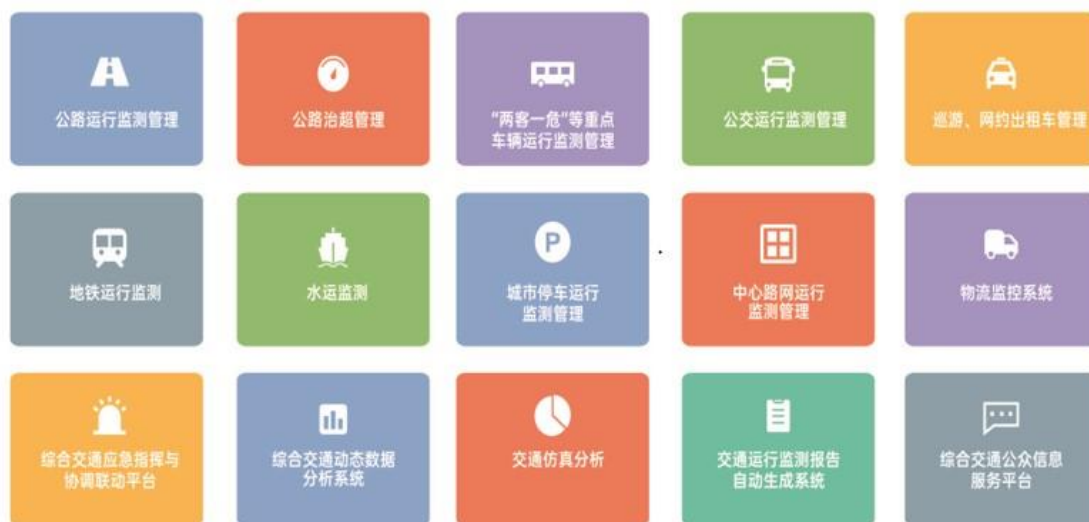 公路运行监测管理
公路治超管理
"两客一危"等重点
车辆运行监测管理
公交运行监测管理
巡游、网约出租车管理
地铁运行监测
水运监测
P
城市停车运行
监测管理
中心路网运行
监测管理
物流监控系统
综合交通应急指挥与
协调联动平台
综合交通动态数据
分析系统
交通仿真分析
交通运行监测报告
自动生成系统
综合交通公众信息
服务平台